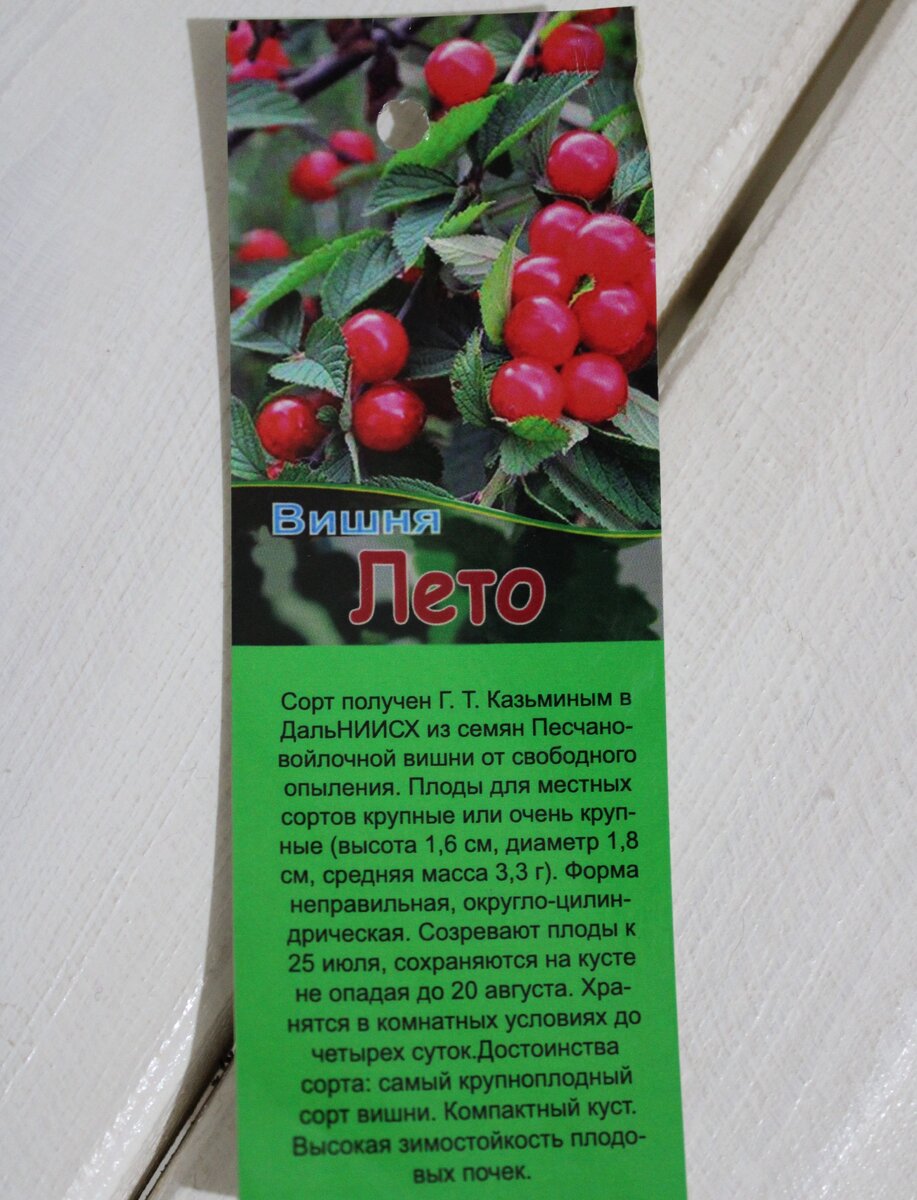 Вишня
Лето
Сорт получен Г. Т. Казьминым в
ДальНИИСХ из семян Песчано-
войлочной вишни от свободного
опыления. Плоды для местных
сортов крупные или очень круп-
ные (высота 1,6 см, диаметр 1,8
см, средняя масса 3,3 г). Форма
неправильная, округло-цилин-
дрическая. Созревают плоды к
25 июля, сохраняются на кусте
не опадая до 20 августа. Хра-
нятся в комнатных условиях до
четырех суток.Достоинства
сорта: самый крупноплодный
сорт вишни. Компактный куст.
Высокая зимостойкость плодо-
вых почек.